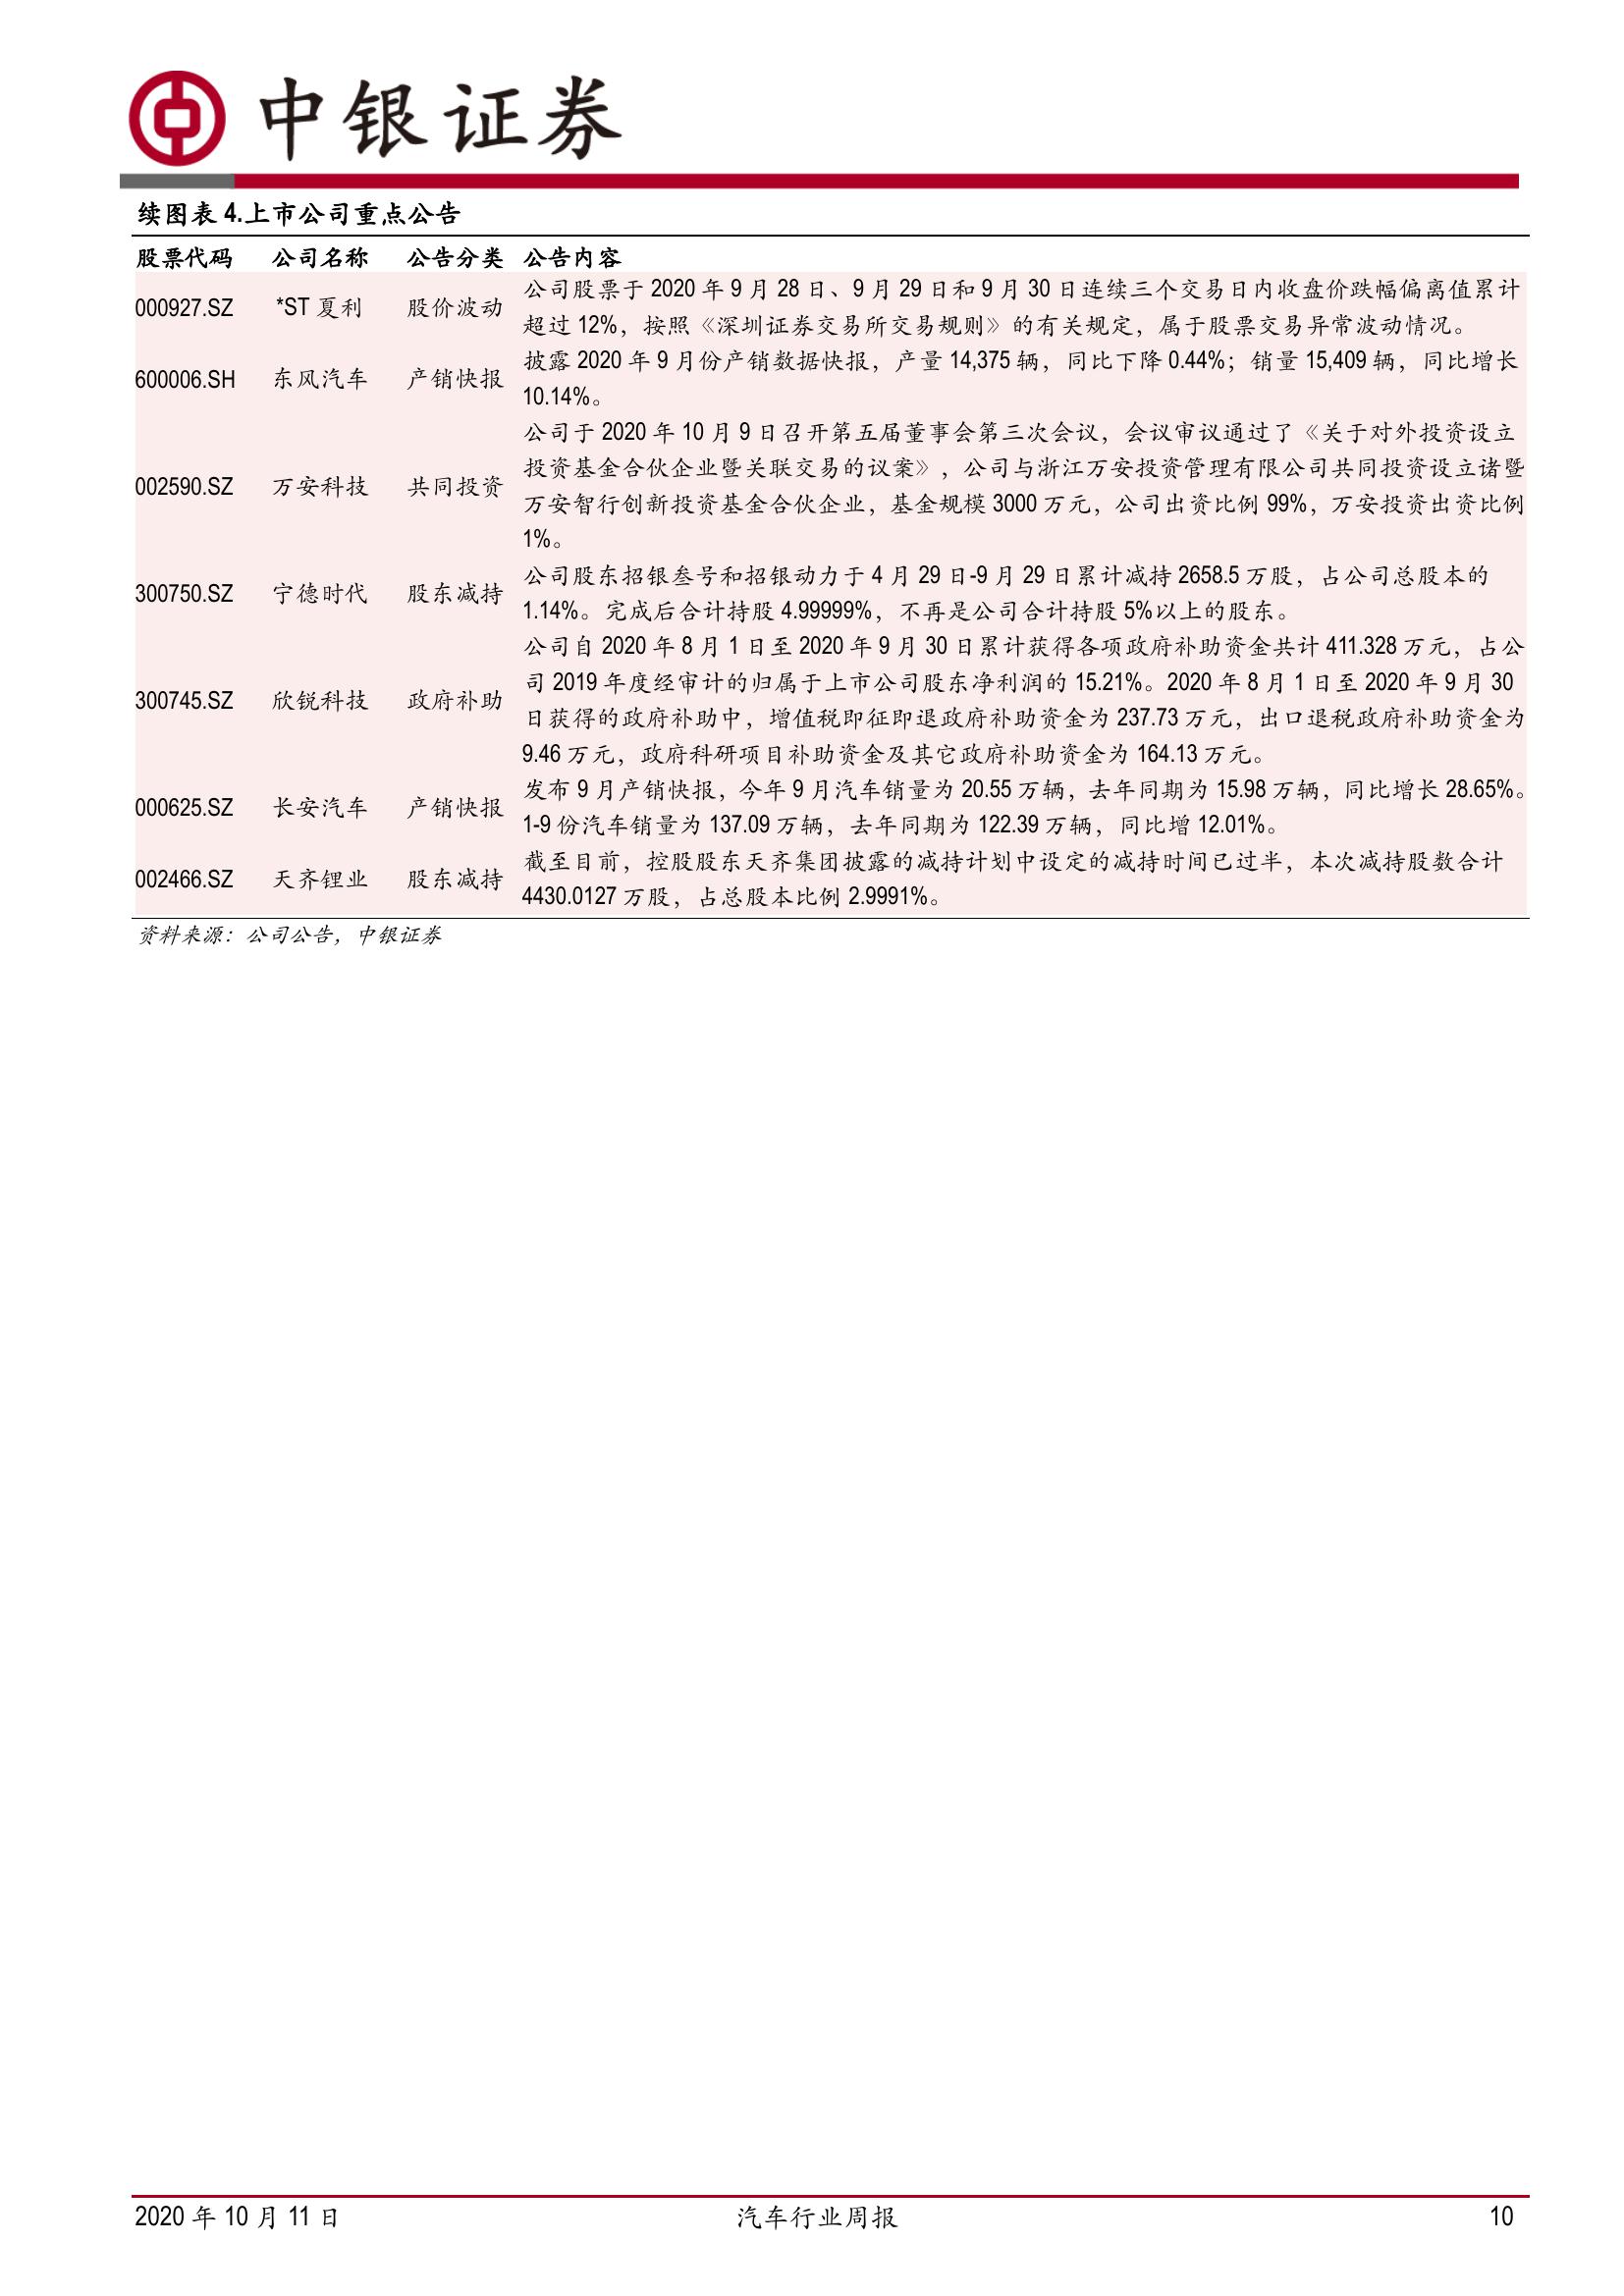 中银证券
续图表 4.上市公司重点公告
股票代码 公司名称 公告分类 公告内容
000927.SZ *ST 夏利 股价波动 公司股票于 2020 年 9 月 28 日、9 月 29 日和 9 月 30 日连续三个交易日内收盘价跌幅偏离值累计
超过 12%，按照《深圳证券交易所交易规则》的有关规定，属于股票交易异常波动情况。
600006.SH 东风汽车 产销快报 披露 2020 年 9 月份产销数据快报，产量 14,375 辆，同比下降 0.44%；销量 15,409 辆，同比增长
10.14%。
002590.SZ 万安科技 共同投资 公司于 2020 年 10 月 9 日召开第五届董事会第三次会议，会议审议通过了《关于对外投资设立
投资基金合伙企业暨关联交易的议案》，公司与浙江万安投资管理有限公司共同投资设立诸暨
万安智行创新投资基金合伙企业，基金规模 3000 万元，公司出资比例 99%，万安投资出资比例
1%。
300750.SZ 宁德时代 股东减持 公司股东招银叁号和招银动力于 4 月 29 日-9 月 29 日累计减持 2658.5 万股，占公司总股本的
1.14%。完成后合计持股 4.99999%，不再是公司合计持股 5%以上的股东。
300745.SZ 欣锐科技 政府补助 公司自 2020 年 8 月 1 日至 2020 年 9 月 30 日累计获得各项政府补助资金共计 411.328 万元，占公
司 2019 年度经审计的归属于上市公司股东净利润的 15.21%。2020 年 8 月 1 日至 2020 年 9 月 30
日获得的政府补助中，增值税即征即退政府补助资金为 237.73 万元，出口退税政府补助资金为
9.46 万元，政府科研项目补助资金及其它政府补助资金为 164.13 万元。
000625.SZ 长安汽车 产销快报 发布 9 月产销快报，今年 9 月汽车销量为 20.55 万辆，去年同期为 15.98 万辆，同比增长 28.65%。
1-9 份汽车销量为 137.09 万辆，去年同期为 122.39 万辆，同比增 12.01%。
002466.SZ 天齐锂业 股东减持 截至目前，控股股东天齐集团披露的减持计划中设定的减持时间已过半，本次减持股数合计
4430.0127 万股，占总股本比例 2.9991%。
资料来源：公司公告，中银证券
2020 年 10 月 11 日 汽车行业周报 10